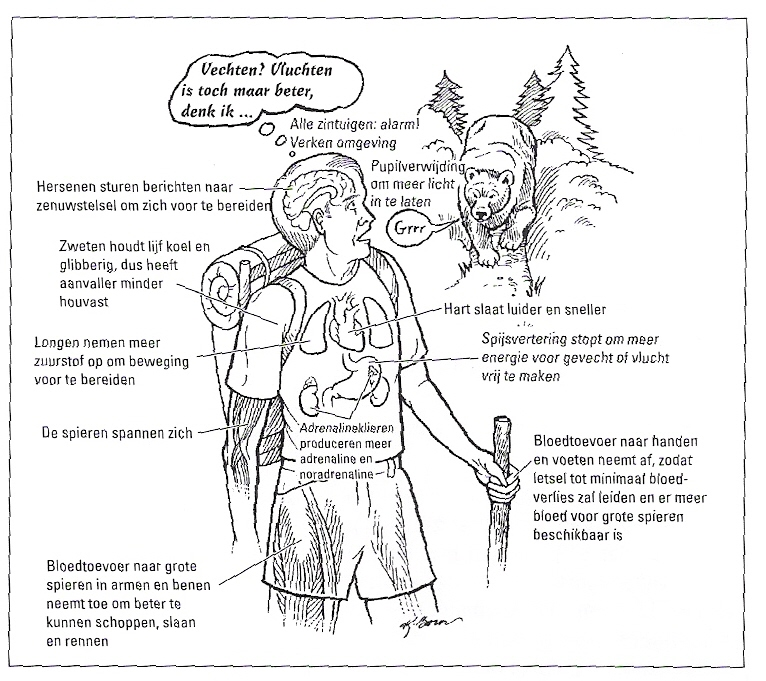 Vechten? Vluchten
is toch maar beter,
denk ik ...
Alle zintuigen: alarm!
Verken omgeving
Pupilverwijding
om meer licht
in te laten
Grrr
Hersenen sturen berichten naar
zenuwstelsel om zich voor te bereiden
Zweten houdt lijf koel en
glibberig, dus heeft
aanvaller minder
houvast
Hart slaat luider en sneller
Longen nemen meer
zuurstof op om beweging
voor te bereiden
Spijsvertering stopt om meer
energie voor gevecht of vlucht
vrij te maken
De spieren spannen zich
Adrenalineklieren
produceren meer
adrenaline en
noradrenaline
Bloedtoevoer naar handen
en voeten neemt af, zodat
letsel tot minimaal bloed-
verlies zal leiden en er meer
bloed voor grote spieren
beschikbaar is
Bloedtoevoer naar grote
spieren in armen en benen
neemt toe om beter te
kunnen schoppen, slaan
en rennen